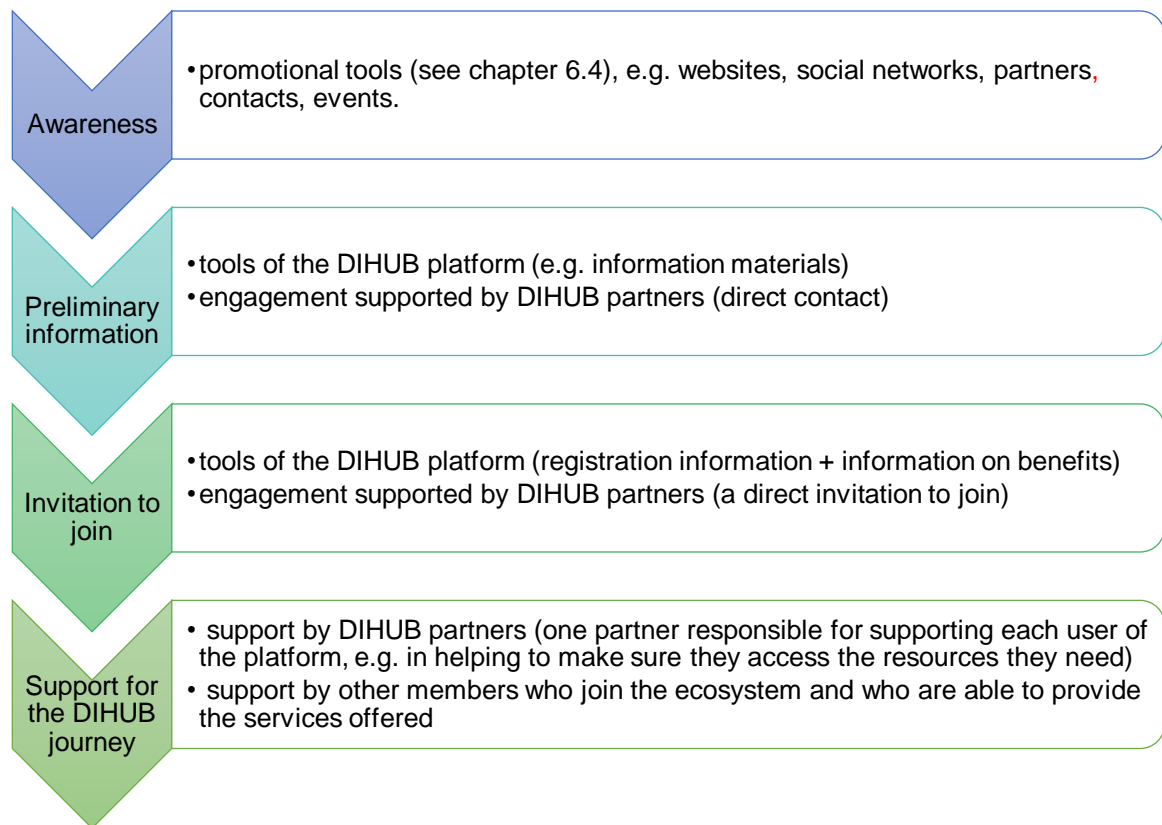 Awareness
•promotional tools (see chapter 6.4), e.g. websites, social networks, partners,
contacts, events.
Preliminary
information
•tools of the DIHUB platform (e.g. information materials)
•engagement supported by DIHUB partners (direct contact)
Invitation to
join
•tools of the DIHUB platform (registration information + information on benefits)
•engagement supported by DIHUB partners (a direct invitation to join)
Support for
the DIHUB
journey
• support by DIHUB partners (one partner responsible for supporting each user of
the platform, e.g. in helping to make sure they access the resources they need)
• support by other members who join the ecosystem and who are able to provide
the services offered